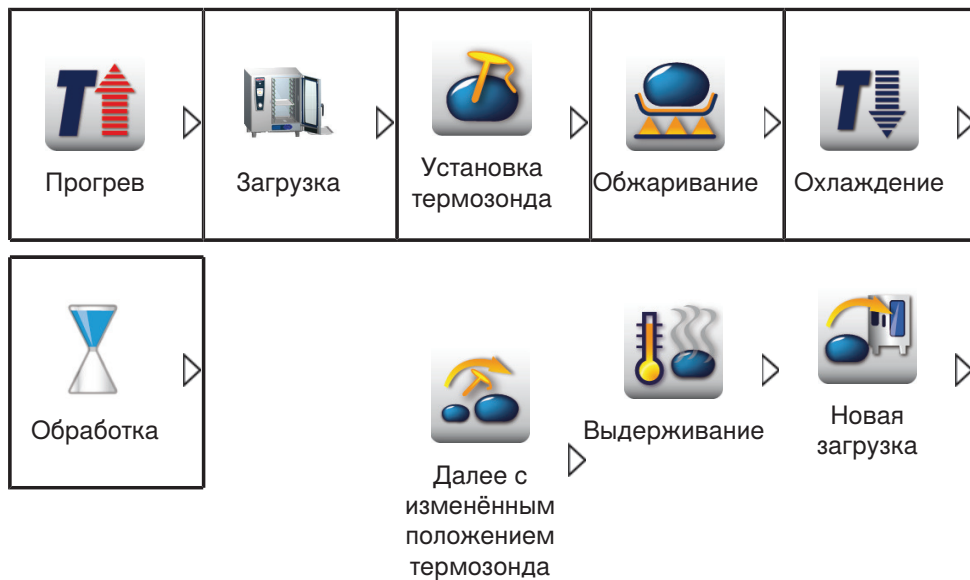 Прогрев
Загрузка
Установка
термозонда
Обжаривание
Охлаждение
Обработка
Далее с
изменённым
положением
термозонда
Выдерживание
Новая
загрузка